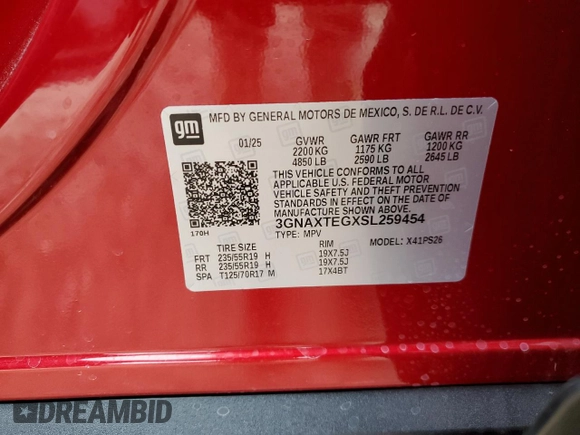 gm
MFD BY GENERAL MOTORS DE MEXICO, S. DE R.L. DE C.V.
01/25 GVWR GAWR FRT GAWR RR
2200 KG 1175 KG 1200 KG
4850 LB 2590 LB 2645 LB
THIS VEHICLE CONFORMS TO ALL
APPLICABLE U.S. FEDERAL MOTOR
VEHICLE SAFETY AND THEFT PREVENTION
STANDARDS IN EFFECT ON THE DATE OF
MANUFACTURE SHOWN ABOVE.
3GNAXTEGXSL259454
170H TYPE: MPV MODEL: X41PS26
TIRE SIZE RIM
FRT 235/55R19 H 19X7.5J
RR 235/55R19 H 19X7.5J
SPA T125/70R17 M 17X4BT
DREAMBID